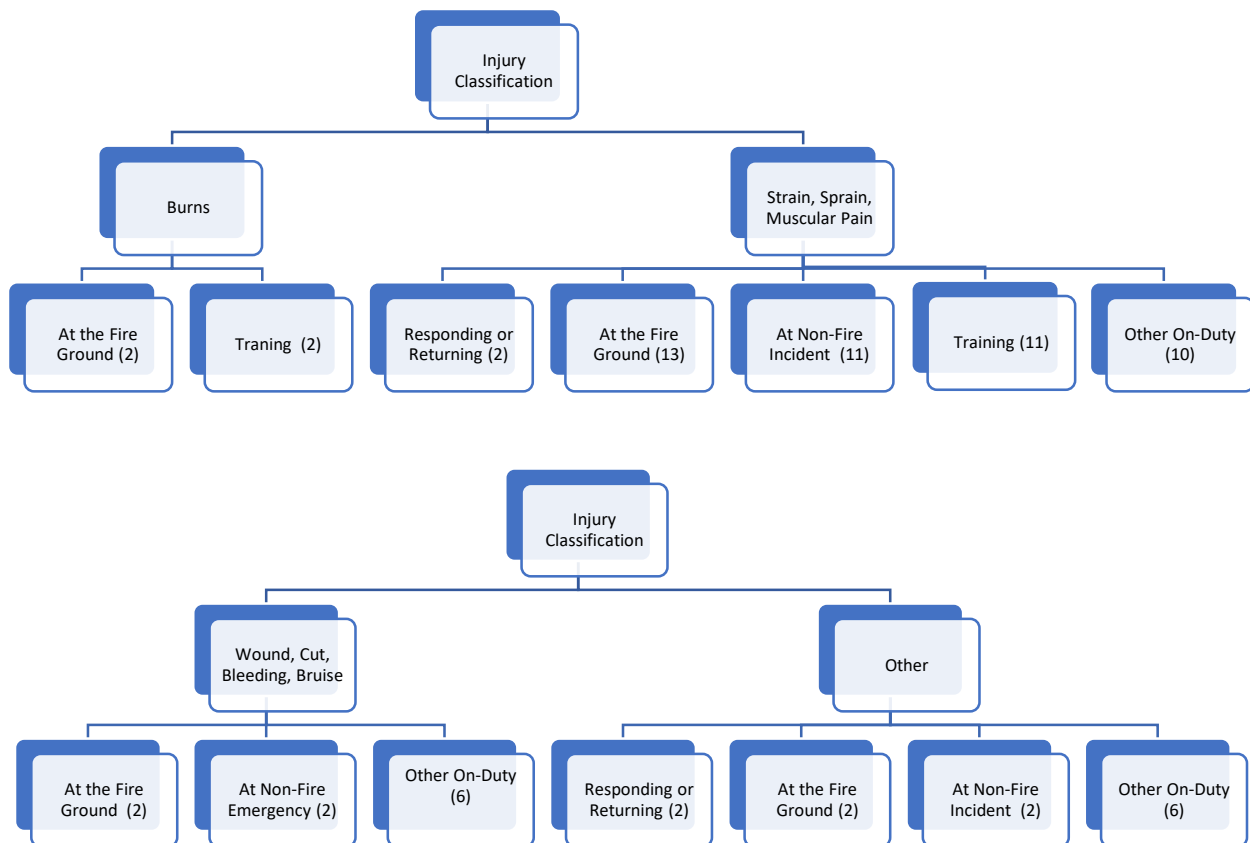 Injury
Classification
Burns
Strain, Sprain,
Muscular Pain
At the Fire
Ground (2)
Traning  (2)
Responding or
Returning (2)
At the Fire
Ground (13)
At Non-Fire
Incident (11)
Training (11)
Other On-Duty
(10)
Injury
Classification
Wound, Cut,
Bleeding, Bruise
Other
At the Fire
Ground  (2)
At Non-Fire
Emergency (2)
Other On-Duty
(6)
Responding or
Returning (2)
At the Fire
Ground (2)
At Non-Fire
Incident  (2)
Other On-Duty
(6)